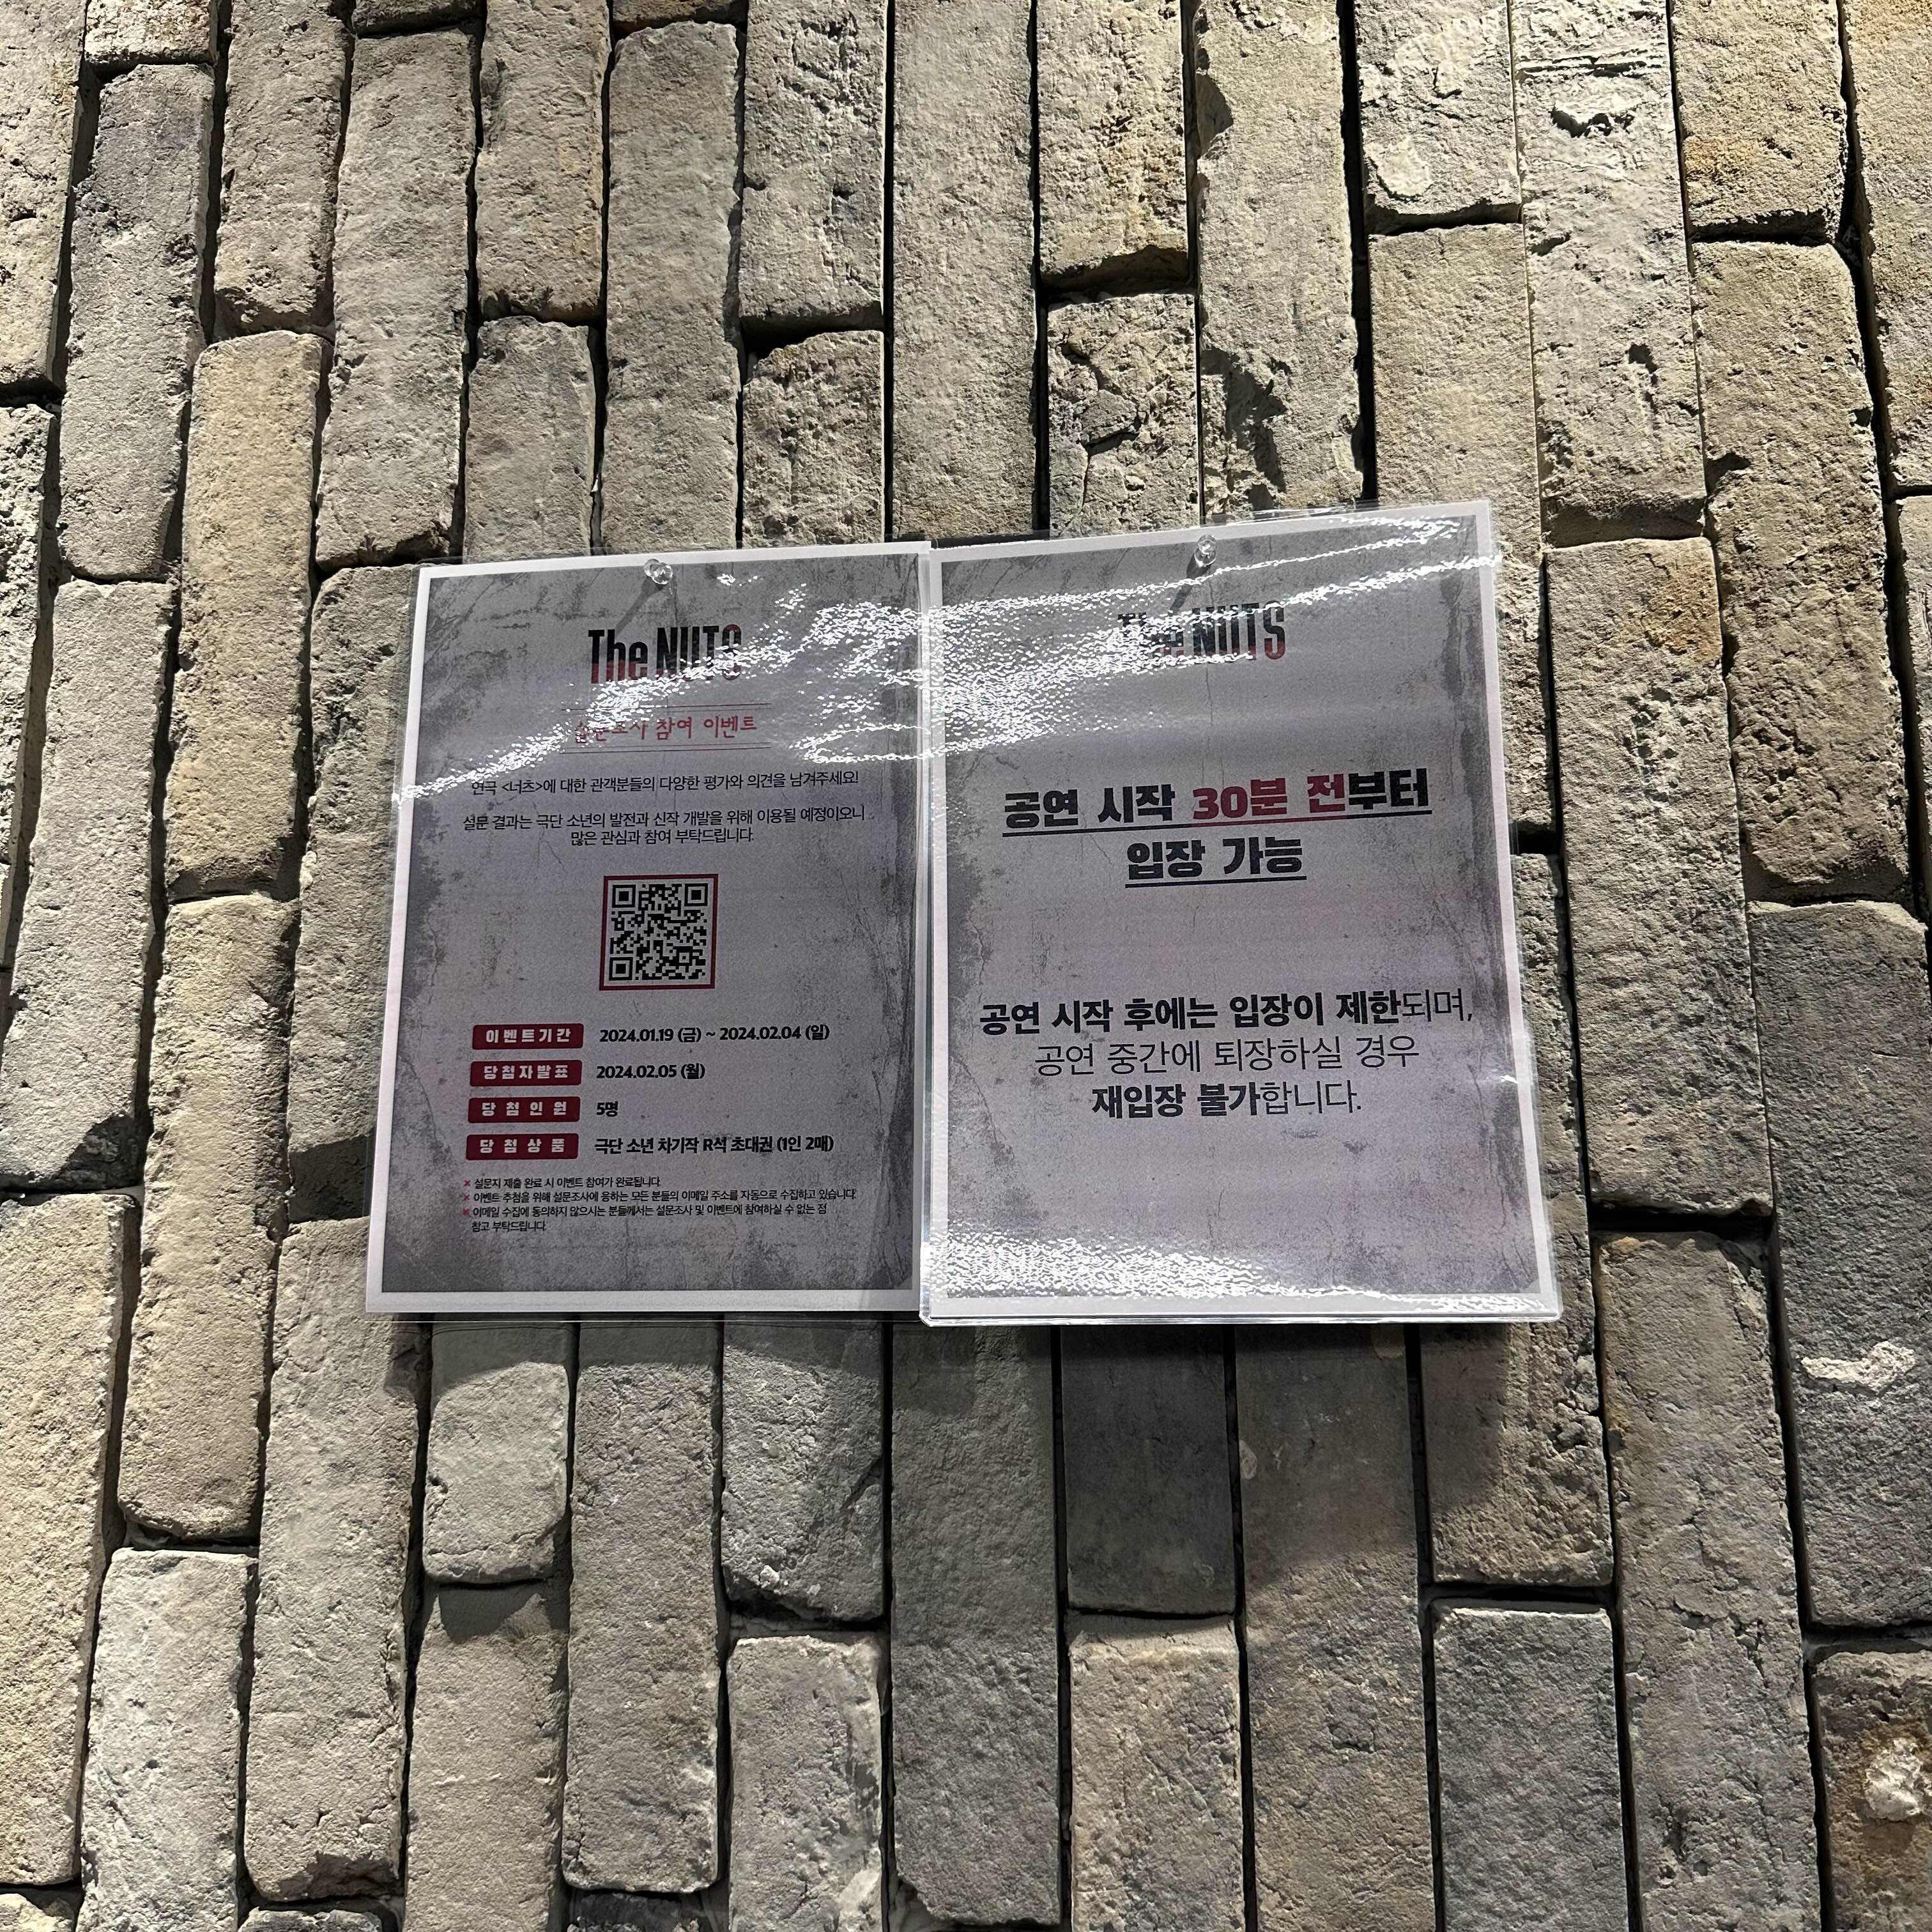 The NUTS
설문조사 참여 이벤트
연극 <너츠>에 대한 관객분들의 다양한 평가와 의견을 남겨주세요!
설문 결과는 극단 소년의 발전과 신작 개발을 위해 이용될 예정이오니
많은 관심과 참여 부탁드립니다.
이벤트기간 2024.01.19 (금) ~ 2024.02.04 (일)
당첨자발표 2024.02.05 (월)
당첨인원 5명
당첨상품 극단 소년 차기작 R석 초대권 (1인 2매)
× 설문지 제출 완료 시 이벤트 참여가 완료됩니다.
× 이벤트 추첨을 위해 설문조사에 응하는 모든 분들의 이메일 주소를 자동으로 수집하고 있습니다.
× 이메일 수집에 동의하지 않으시는 분들께서는 설문조사 및 이벤트에 참여하실 수 없는 점
참고 부탁드립니다.
The NUTS
공연 시작 30분 전부터
입장 가능
공연 시작 후에는 입장이 제한되며,
공연 중간에 퇴장하실 경우
재입장 불가합니다.